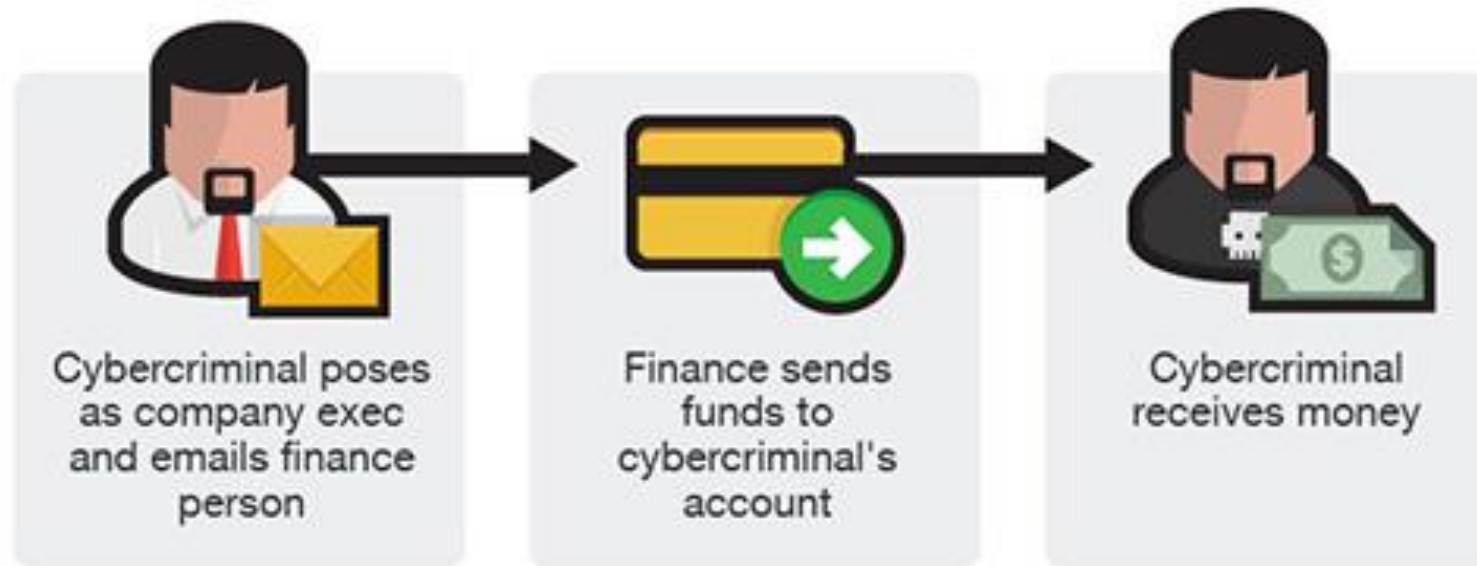 Cybercriminal poses
as company exec
and emails finance
person
Finance sends
funds to
cybercriminal's
account
$
Cybercriminal
receives money